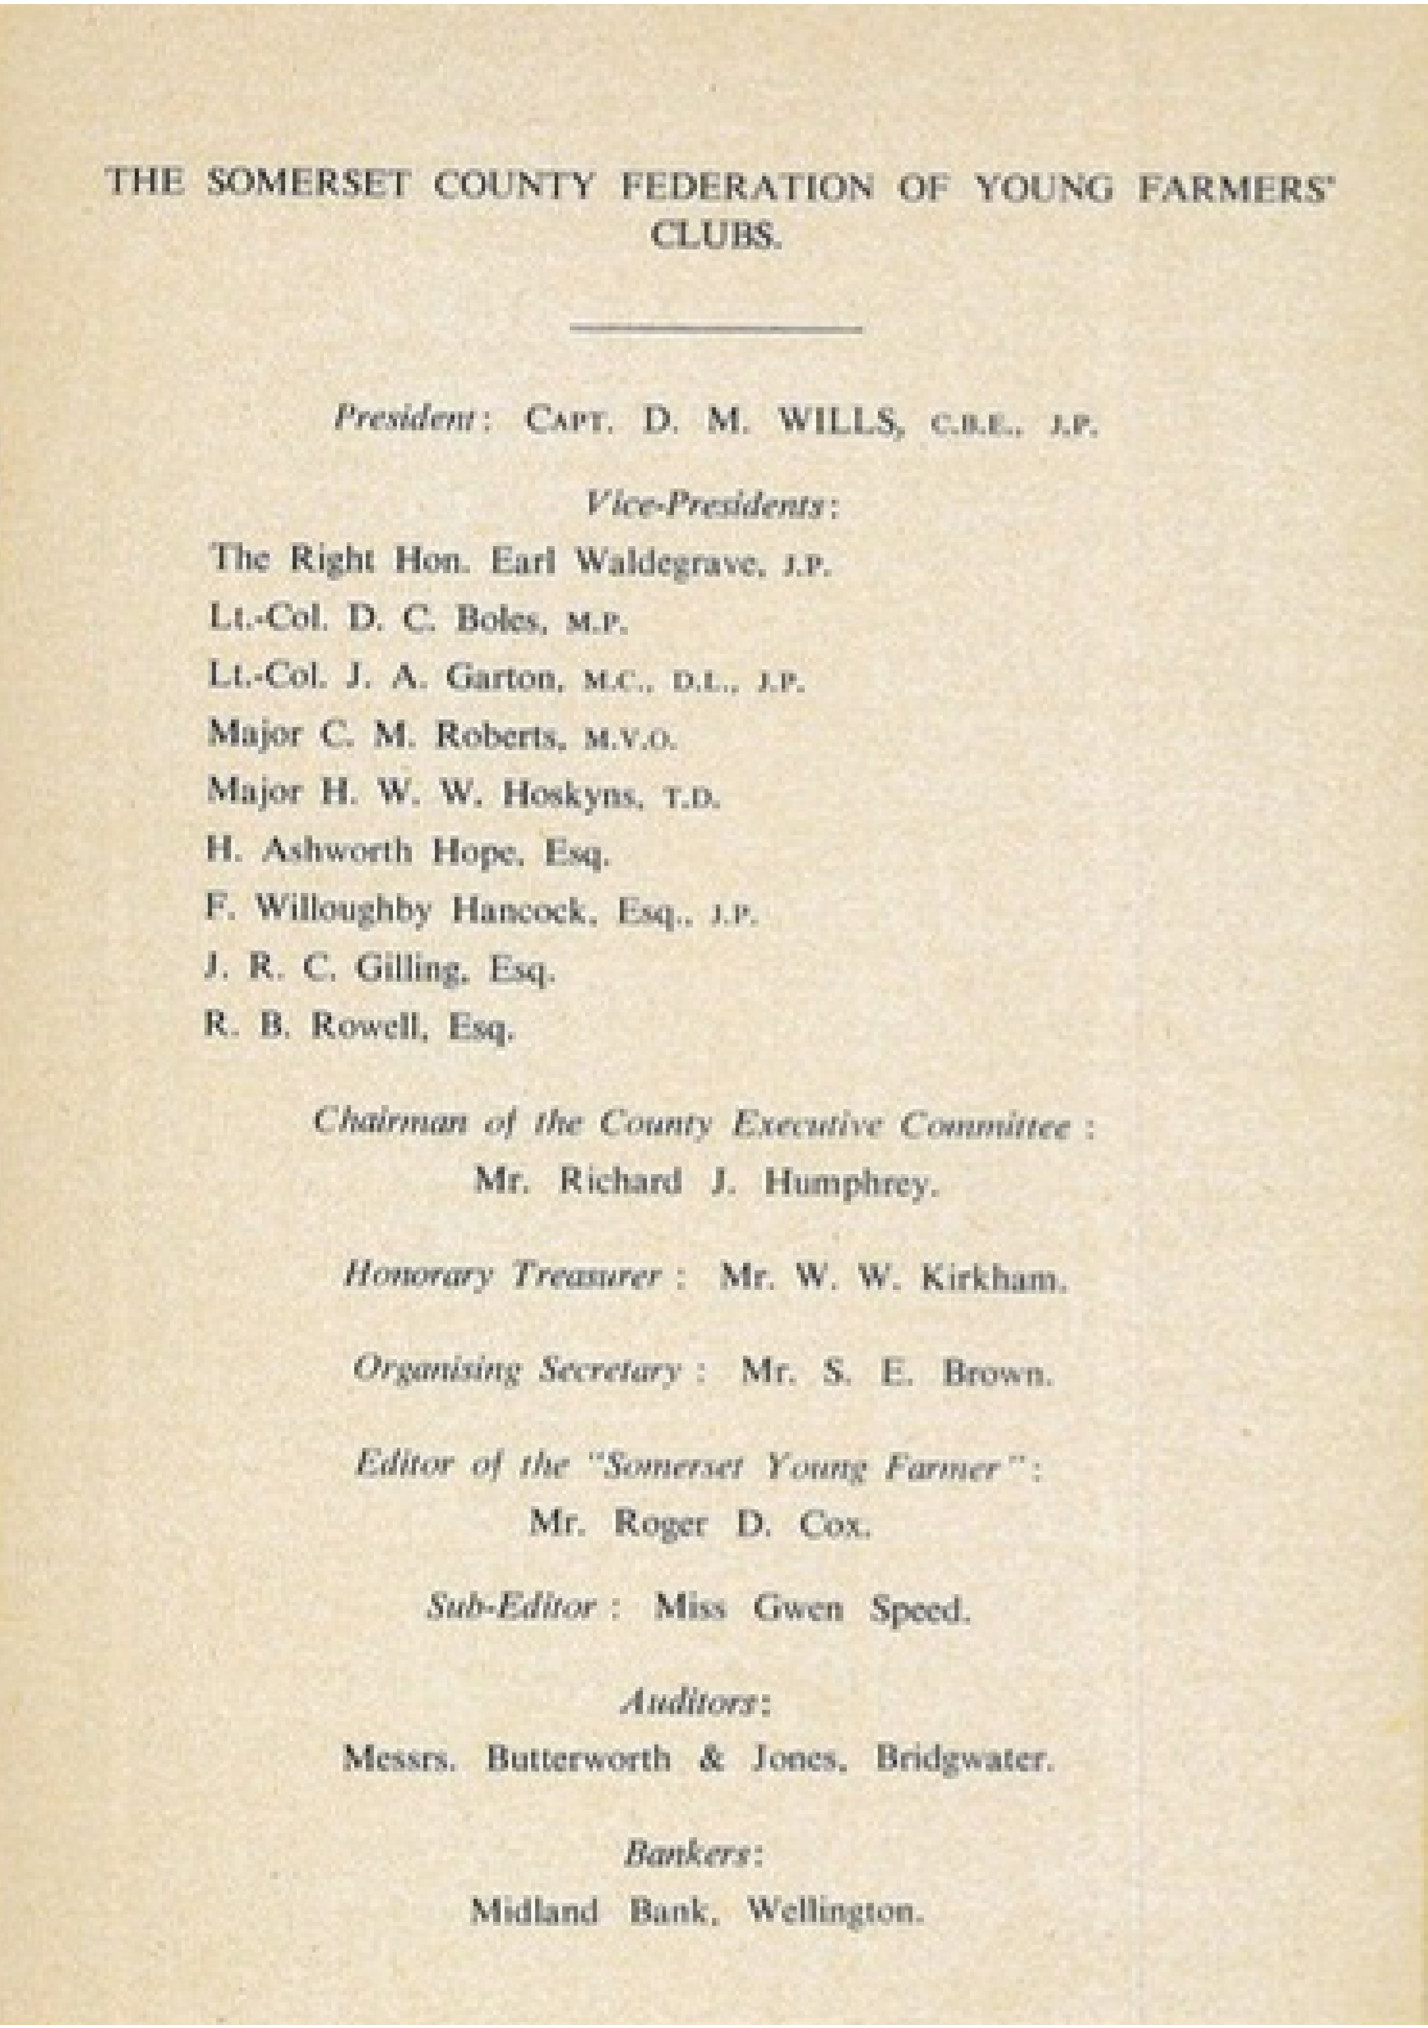 THE SOMERSET COUNTY FEDERATION OF YOUNG FARMERS'
CLUBS.
President: CAPT. D. M. WILLS, C.B.E., J.P.
Vice-Presidents:
The Right Hon. Earl Waldegrave, J.P.
Lt.-Col. D. C. Boles, M.P.
Lt.-Col. J. A. Garton, M.C., D.L., J.P.
Major C. M. Roberts, M.V.O.
Major H. W. W. Hoskyns, T.D.
H. Ashworth Hope, Esq.
F. Willoughby Hancock, Esq., J.P.
J. R. C. Gilling, Esq.
R. B. Rowell, Esq.
Chairman of the County Executive Committee :
Mr. Richard J. Humphrey.
Honorary Treasurer : Mr. W. W. Kirkham.
Organising Secretary : Mr. S. E. Brown.
Editor of the "Somerset Young Farmer":
Mr. Roger D. Cox.
Sub-Editor : Miss Gwen Speed.
Auditors:
Messrs. Butterworth & Jones, Bridgwater.
Bankers:
Midland Bank, Wellington.